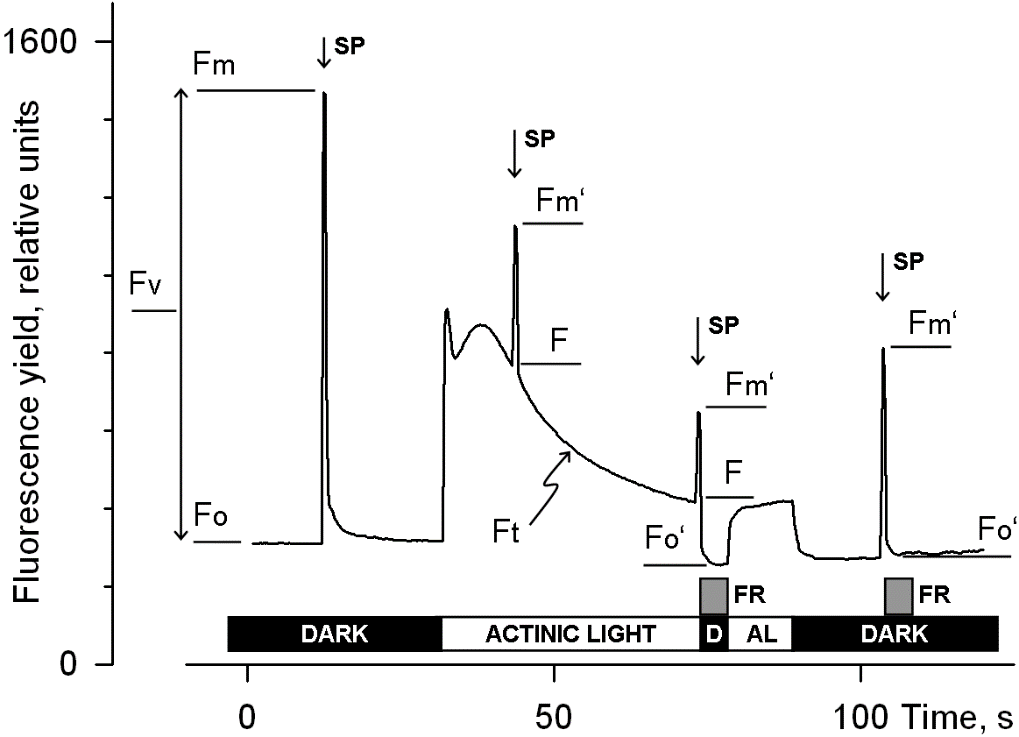 1600
SP
Fm
SP
Fm‘
SP
Fv
SP
Fm‘
F
Fm‘
F
Fo
Ft
Fo‘
Fo‘
FR
FR
DARK
ACTINIC LIGHT
D
AL
DARK
0
0
50
100
Time, s
Fluorescence yield, relative units